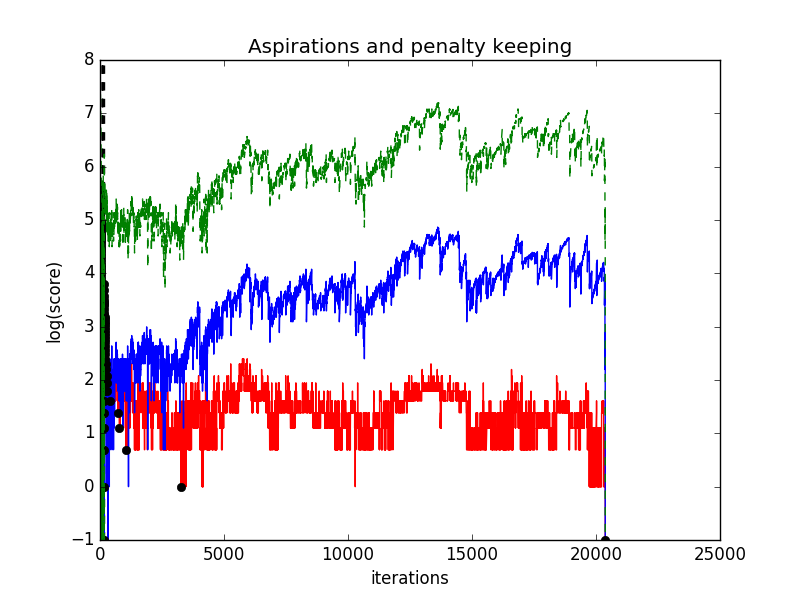 Aspirations and penalty keeping
8
7
6
5
4
3
2
1
0
−1
log(score)
0 5000 10000 15000 20000 25000
iterations